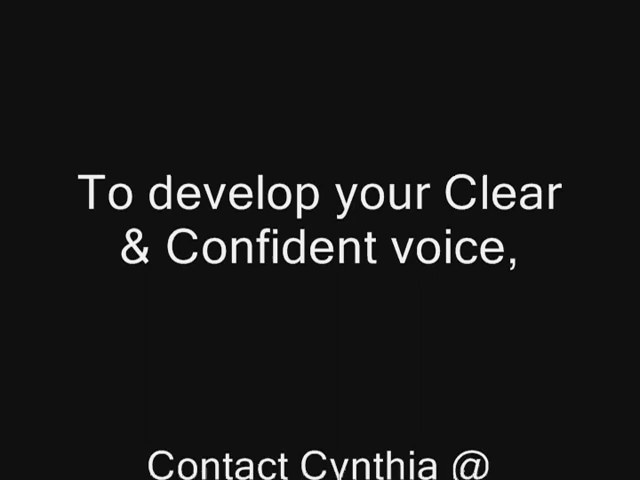 To develop your Clear
& Confident voice,
Contact Cynthia @